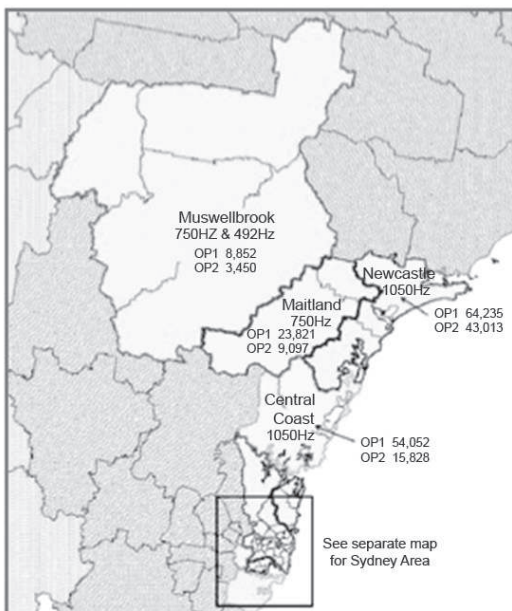 Muswellbrook
750HZ & 492Hz
OP1 8,852
OP2 3,450
Newcastle
1050Hz
OP1 64,235
OP2 43,013
Maitland
750Hz
OP1 23,821
OP2 9,097
Central
Coast
1050Hz
OP1 54,052
OP2 15,828
See separate map
for Sydney Area